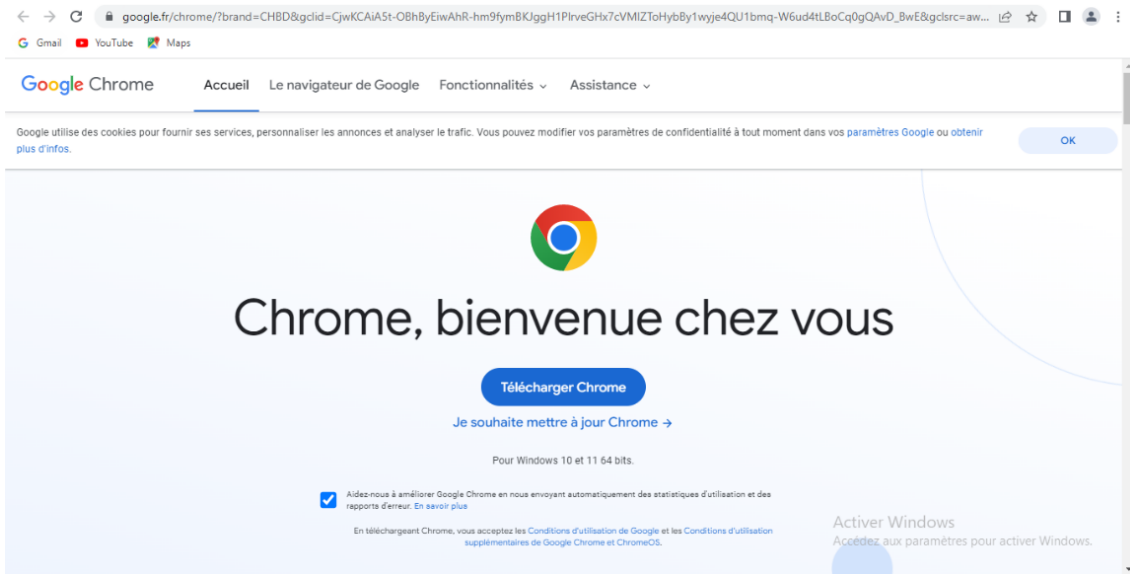 google.fr/chrome/?brand=CHBD&gclid=CjwKCAiA5t-OBhByEiwAhR-hm9fymBKJggH1PIrveGHx7cVMIZToHybBy1wyje4QU1bmq-W6ud4tLBoCq0gQAvD_BwE&gclsrc=aw...
Gmail YouTube Maps
Google Chrome Accueil Le navigateur de Google Fonctionnalités Assistance
Google utilise des cookies pour fournir ses services, personnaliser les annonces et analyser le trafic. Vous pouvez modifier vos paramètres de confidentialité à tout moment dans vos paramètres Google ou obtenir
plus d'infos.
OK
Chrome, bienvenue chez vous
Télécharger Chrome
Je souhaite mettre à jour Chrome →
Pour Windows 10 et 11 64 bits.
Aidez-nous à améliorer Google Chrome en nous envoyant automatiquement des statistiques d'utilisation et des
rapports d'erreur. En savoir plus
En téléchargeant Chrome, vous acceptez les Conditions d'utilisation de Google et les Conditions d'utilisation
supplémentaires de Google Chrome et ChromeOS.
Activer Windows
Accédez aux paramètres pour activer Windows.